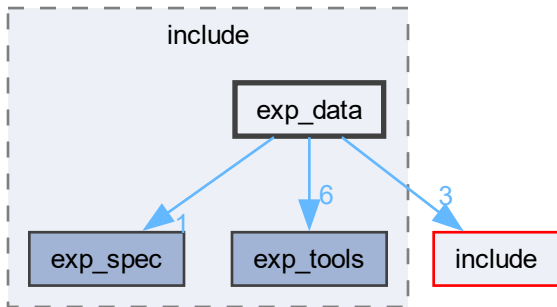 include
exp_data
1
6
3
exp_spec
exp_tools
include